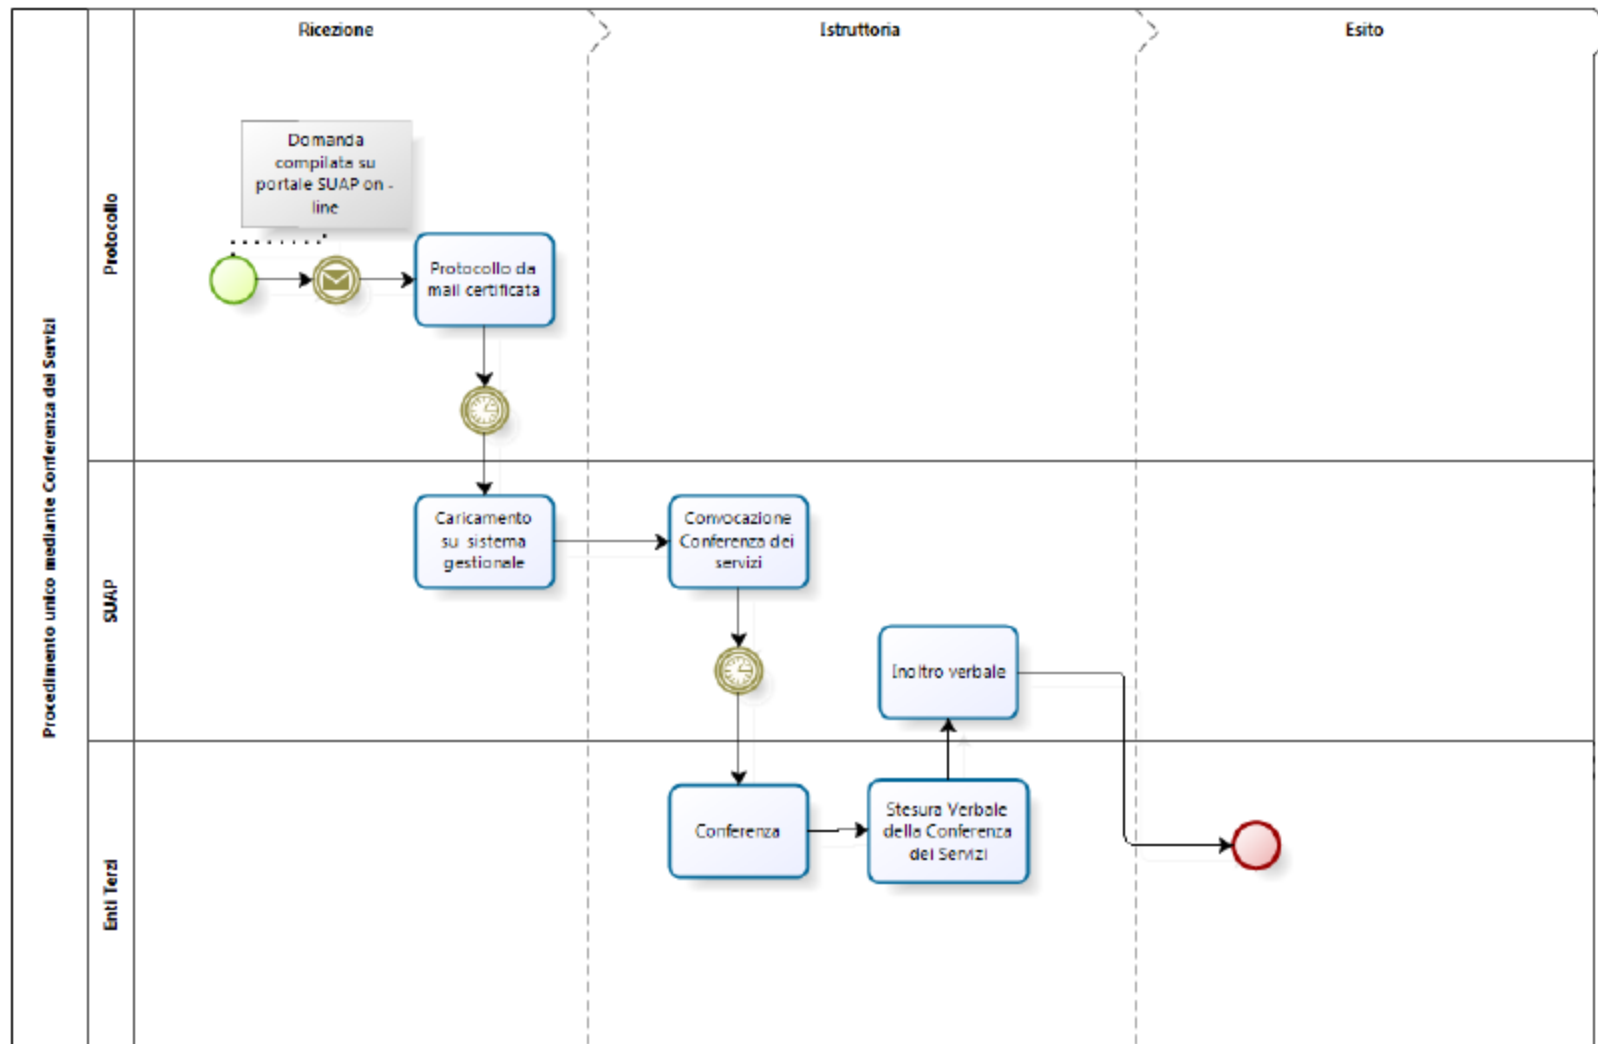 Ricezione
Istruttoria
Esito
Procedimento unico mediante Conferenza dei Servizi
Protocollo
Domanda
compilata su
portale SUAP on -
line
Protocollo da
mail certificata
SUAP
Caricamento
su sistema
gestionale
Convocazione
Conferenza dei
servizi
Inoltro verbale
Enti Terzi
Conferenza
Stesura Verbale
della Conferenza
dei Servizi